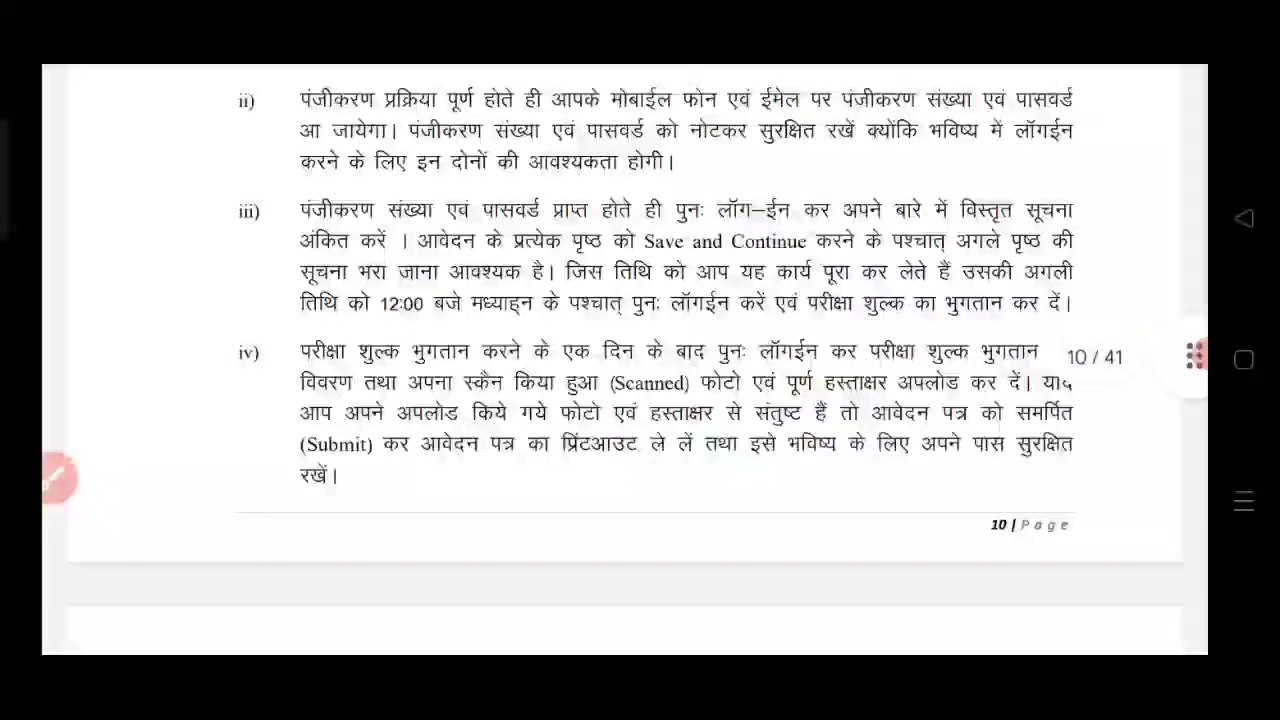 ii) पंजीकरण प्रक्रिया पूर्ण होते ही आपके मोबाईल फोन एवं ईमेल पर पंजीकरण संख्या एवं पासवर्ड
आ जायेगा। पंजीकरण संख्या एवं पासवर्ड को नोटकर सुरक्षित रखें क्योंकि भविष्य में लॉगईन
करने के लिए इन दोनों की आवश्यकता होगी।
iii) पंजीकरण संख्या एवं पासवर्ड प्राप्त होते ही पुनः लॉग–ईन कर अपने बारे में विस्तृत सूचना
अंकित करें । आवेदन के प्रत्येक पृष्ठ को Save and Continue करने के पश्चात् अगले पृष्ठ की
सूचना भरा जाना आवश्यक है। जिस तिथि को आप यह कार्य पूरा कर लेते हैं उसकी अगली
तिथि को 12:00 बजे मध्याह्न के पश्चात् पुनः लॉगईन करें एवं परीक्षा शुल्क का भुगतान कर दें।
iv) परीक्षा शुल्क भुगतान करने के एक दिन के बाद पुनः लॉगईन कर परीक्षा शुल्क भुगतान
10 / 41
विवरण तथा अपना स्कैन किया हुआ (Scanned) फोटो एवं पूर्ण हस्ताक्षर अपलोड कर दें। यदि
आप अपने अपलोड किये गये फोटो एवं हस्ताक्षर से संतुष्ट हैं तो आवेदन पत्र को समर्पित
(Submit) कर आवेदन पत्र का प्रिंटआउट ले लें तथा इसे भविष्य के लिए अपने पास सुरक्षित
रखें।
10 | Page